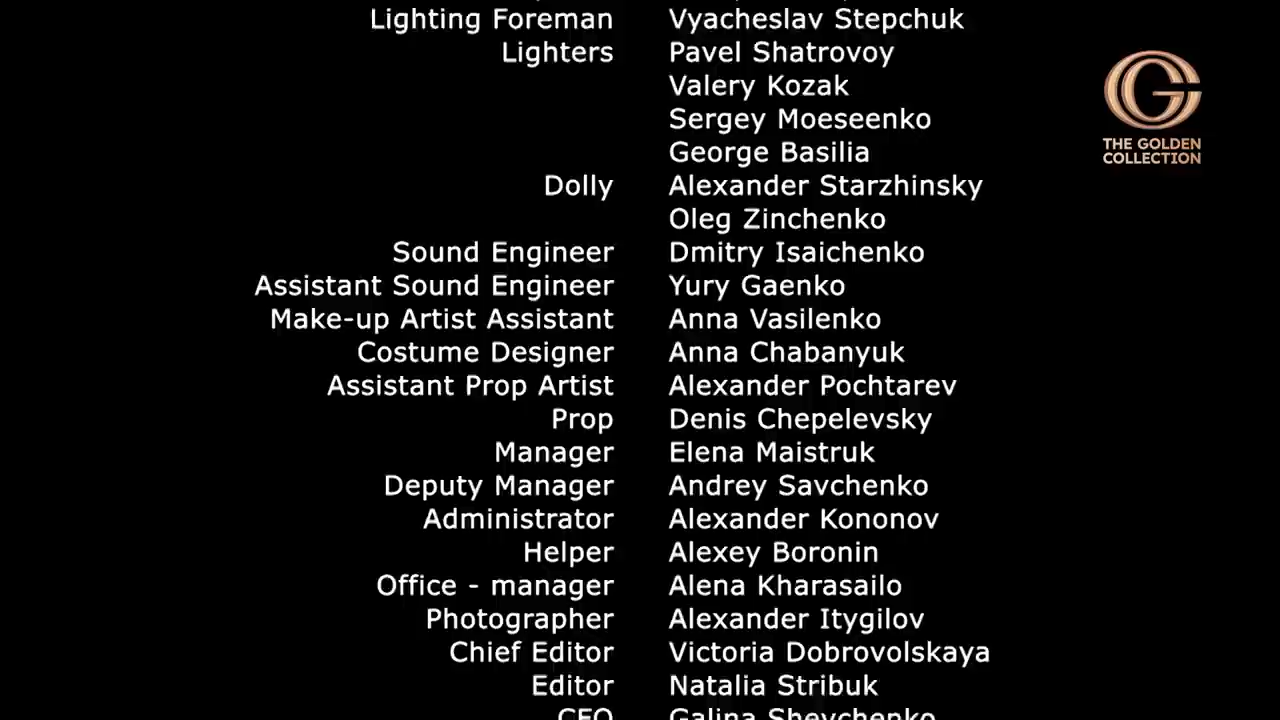 Lighting Foreman Vyacheslav Stepchuk
Lighters Pavel Shatrovoy
Valery Kozak
Sergey Moeseenko
George Basilia
Dolly Alexander Starzhinsky
Oleg Zinchenko
Sound Engineer Dmitry Isaichenko
Assistant Sound Engineer Yury Gaenko
Make-up Artist Assistant Anna Vasilenko
Costume Designer Anna Chabanyuk
Assistant Prop Artist Alexander Pochtarev
Prop Denis Chepelevsky
Manager Elena Maistruk
Deputy Manager Andrey Savchenko
Administrator Alexander Kononov
Helper Alexey Boronin
Office - manager Alena Kharasailo
Photographer Alexander Itygilov
Chief Editor Victoria Dobrovolskaya
Editor Natalia Stribuk
Galina Shevchenko
THE GOLDEN
COLLECTION